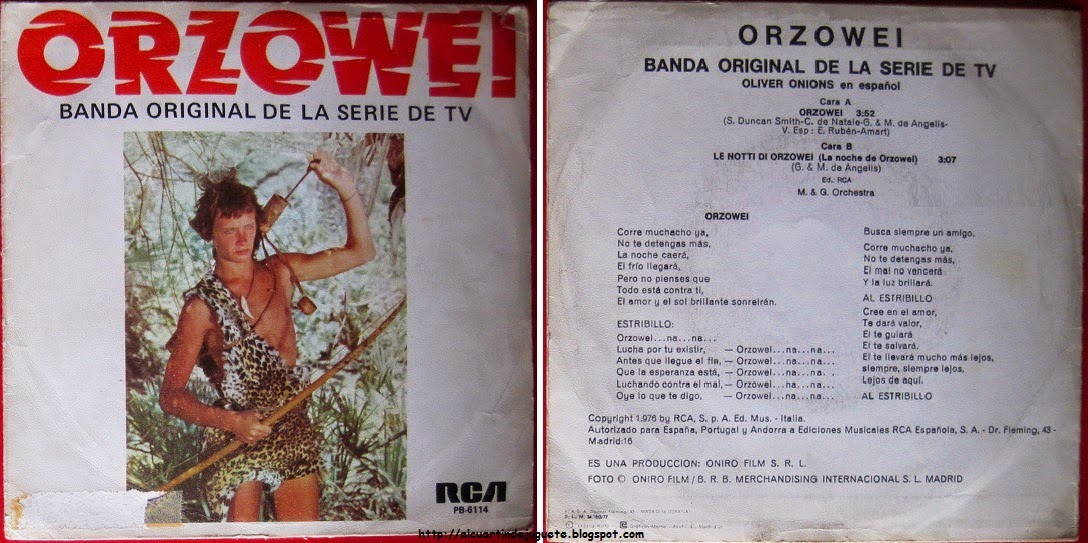 ORZOWEI
BANDA ORIGINAL DE LA SERIE DE TV
RCA
PB-6114
ORZOWEI
BANDA ORIGINAL DE LA SERIE DE TV
OLIVER ONIONS en español
Cara A
ORZOWEI 3:52
(S. Duncan Smith-C. de Natale-G. & M. de Angelis-
V. Esp : E. Rubén-Amart)
Cara B
LE NOTTI DI ORZOWEI (La noche de Orzowei) 3:07
(G. & M. de Angelis)
Ed.: RCA
M. & G. Orchestra
ORZOWEI
Corre muchacho ya,
No te detengas más,
La noche caerá,
El frío llegará,
Pero no pienses que
Todo está contra ti,
El amor y el sol brillante sonreirán.
ESTRIBILLO:
Orzowei...na...na...
Lucha por tu existir, — Orzowei...na...na...
Antes que llegue el fin, — Orzowei...na...na...
Que la esperanza está, — Orzowei...na...na...
Luchando contra el mal, — Orzowei...na...na...
Oye lo que te digo, — Orzowei...na...na...
Busca siempre un amigo.
Corre muchacho ya,
No te detengas más,
El mal no vencerá
Y la luz brillará.
AL ESTRIBILLO
Cree en el amor,
Te dará valor,
El te guiará
El te salvará.
El te llevará mucho más lejos,
siempre, siempre lejos,
Lejos de aquí.
AL ESTRIBILLO
Copyright 1.976 by RCA, S. p. A. Ed. Mus. - Italia.
Autorizado para España, Portugal y Andorra a Ediciones Musicales RCA Española, S. A. - Dr. Fleming, 43 -
Madrid-16
ES UNA PRODUCCION: ONIRO FILM S. R. L.
FOTO © ONIRO FILM / B. R. B. MERCHANDISING INTERNACIONAL S. L. MADRID
http://elcuartindejuguete.blogspot.com